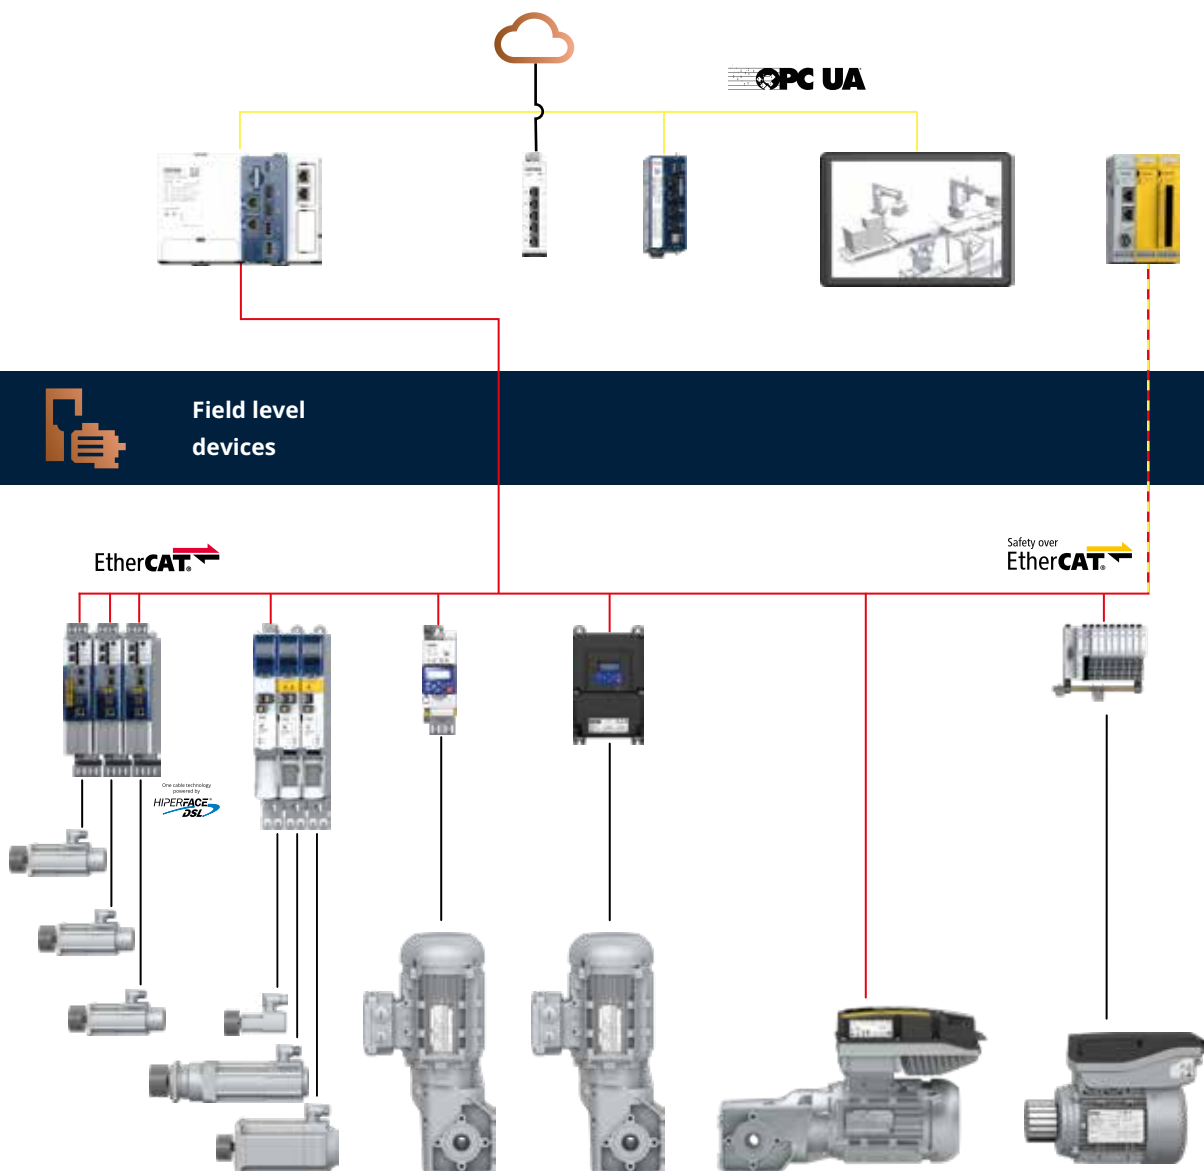 OPC UA
Field level
devices
EtherCAT®
Safety over
EtherCAT®
One cable technology
powered by
HIPERFACE®
DSL